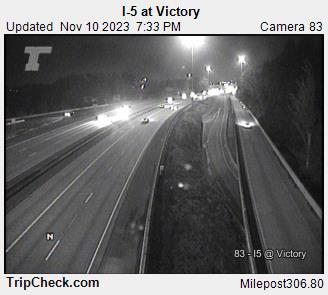 I-5 at Victory
Updated Nov 10 2023 7:33 PM Camera 83
T
N
83 - I5 @ Victory
TripCheck.com Milepost306.80